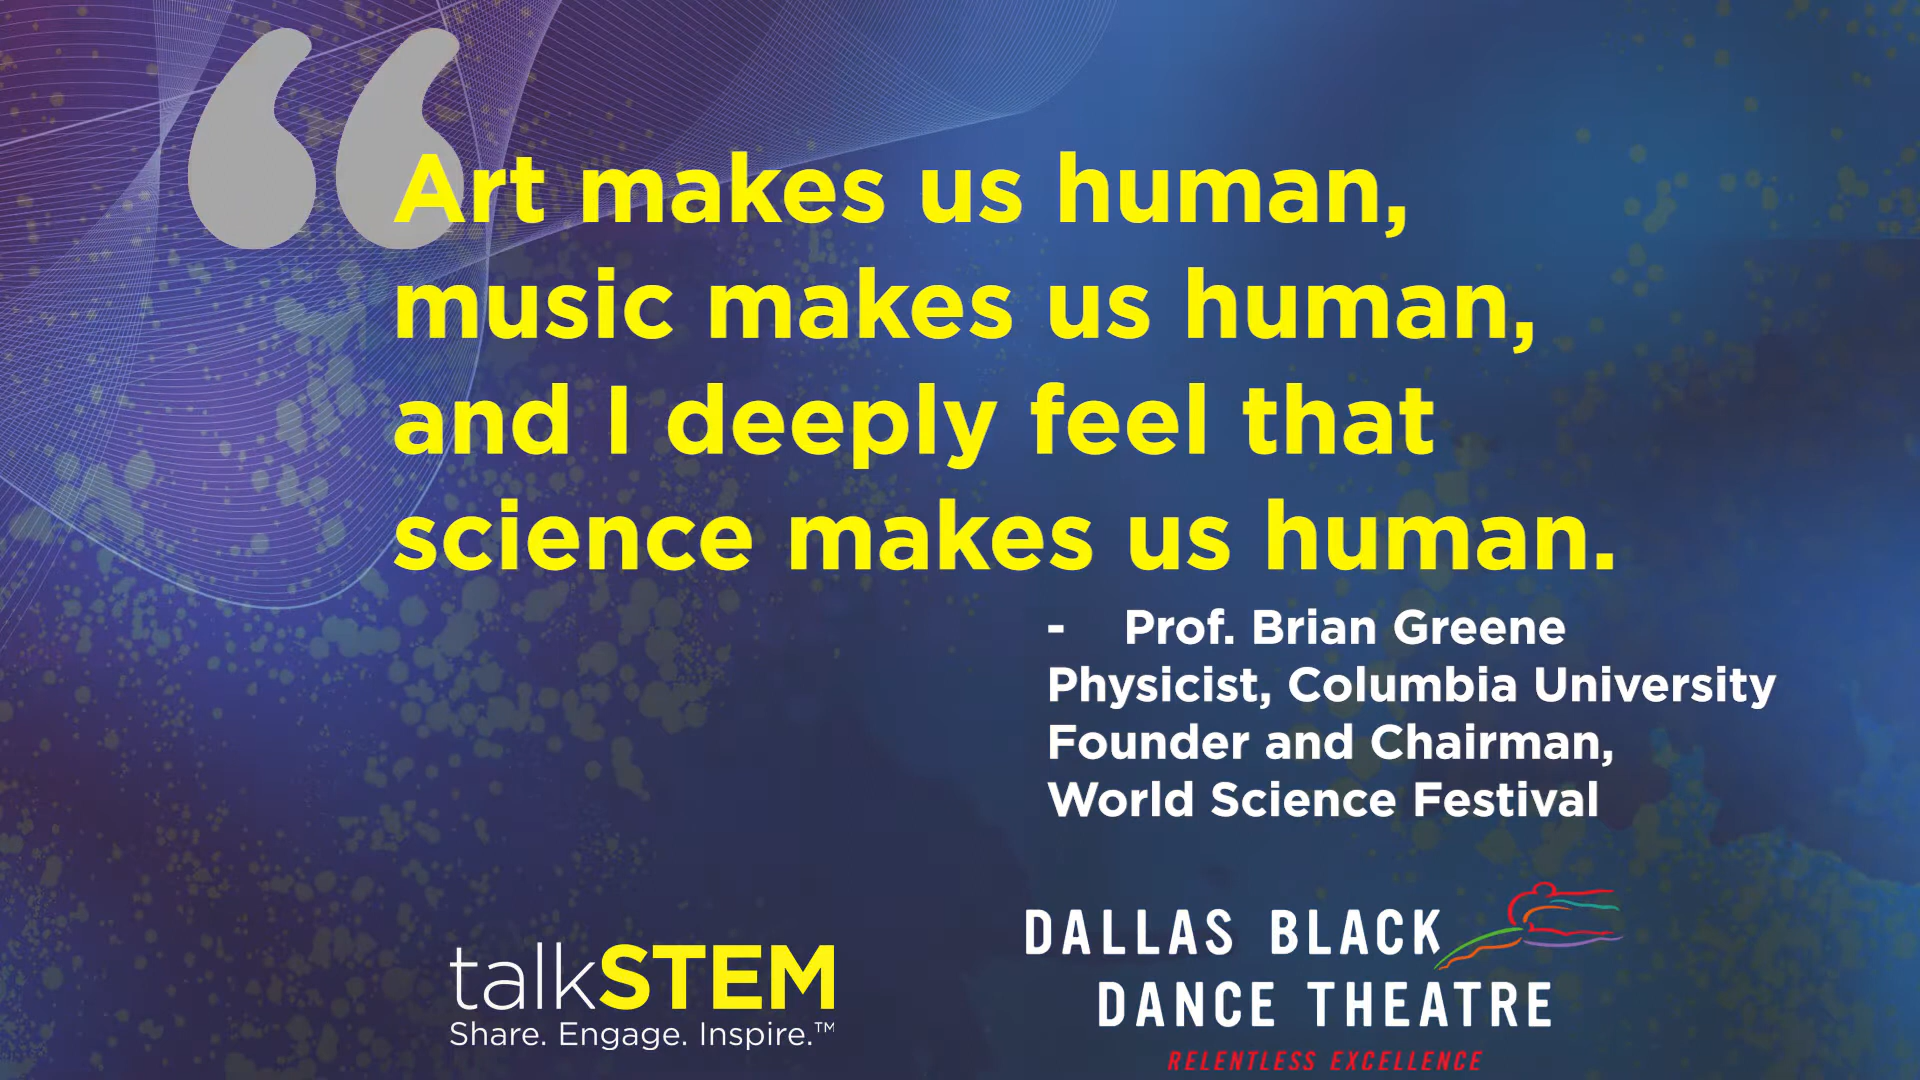 “Art makes us human,
music makes us human,
and I deeply feel that
science makes us human.
- Prof. Brian Greene
Physicist, Columbia University
Founder and Chairman,
World Science Festival
talkSTEM
Share. Engage. Inspire.™
DALLAS BLACK
DANCE THEATRE
RELENTLESS EXCELLENCE